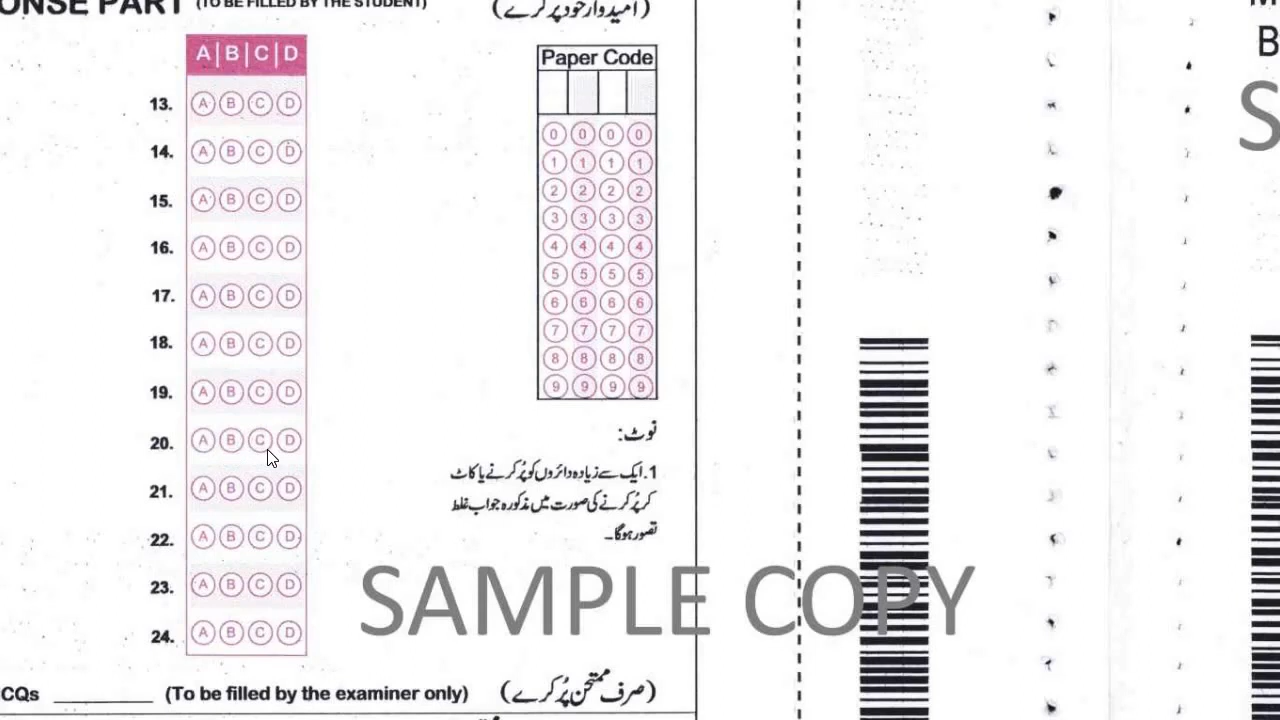 ONSE PART (TO BE FILLED BY THE STUDENT) (امیدوار خود پر کرے)
A|B|C|D
13. A B C D
14. A B C D
15. A B C D
16. A B C D
17. A B C D
18. A B C D
19. A B C D
20. A B C D
21. A B C D
22. A B C D
23. A B C D
24. A B C D
Paper Code
0 0 0 0
1 1 1 1
2 2 2 2
3 3 3 3
4 4 4 4
5 5 5 5
6 6 6 6
7 7 7 7
8 8 8 8
9 9 9 9
نوٹ:
1. ایک سے زیادہ دائروں کو پُر کرنے یا کاٹ
کر پُر کرنے کی صورت میں مذکورہ جواب غلط
تصور ہوگا۔
SAMPLE COPY
CQs __________ (To be filled by the examiner only) (صرف ممتحن پُر کرے)
B
S